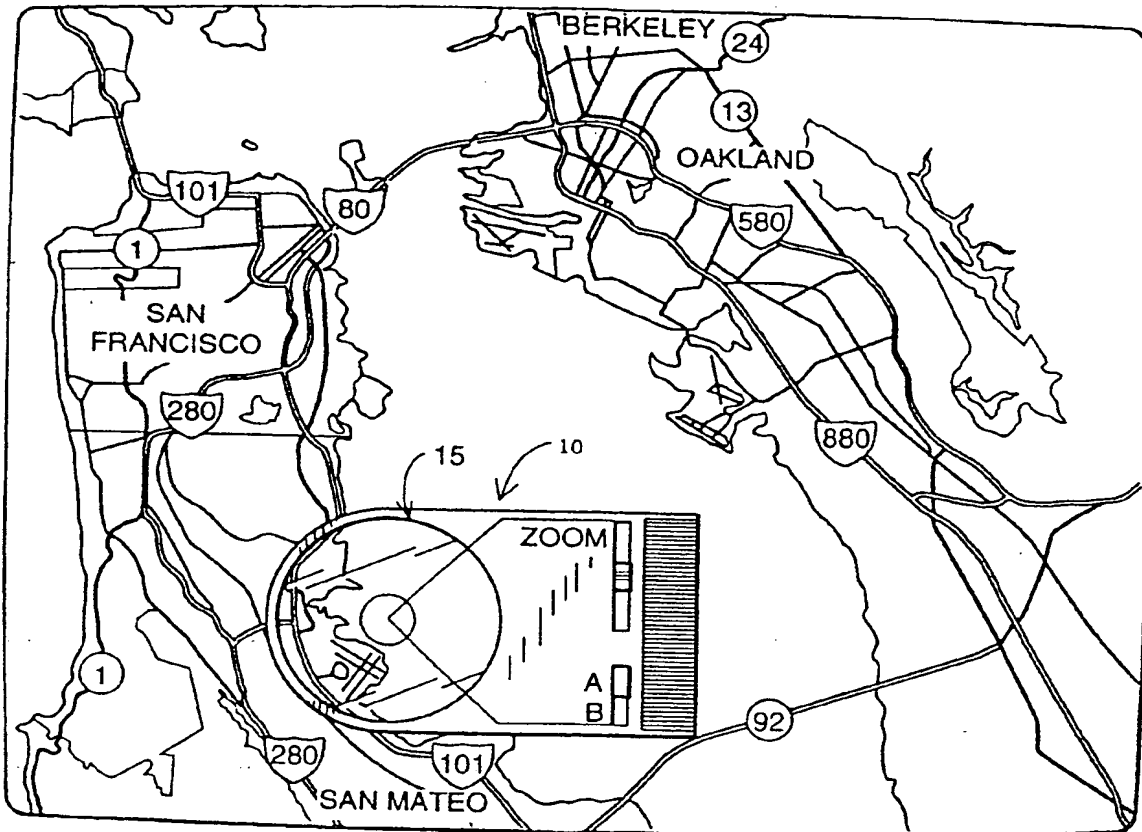 BERKELEY
24
13
OAKLAND
101
80
1
580
SAN
FRANCISCO
280
880
15
10
ZOOM
A
B
1
92
280
101
SAN MATEO